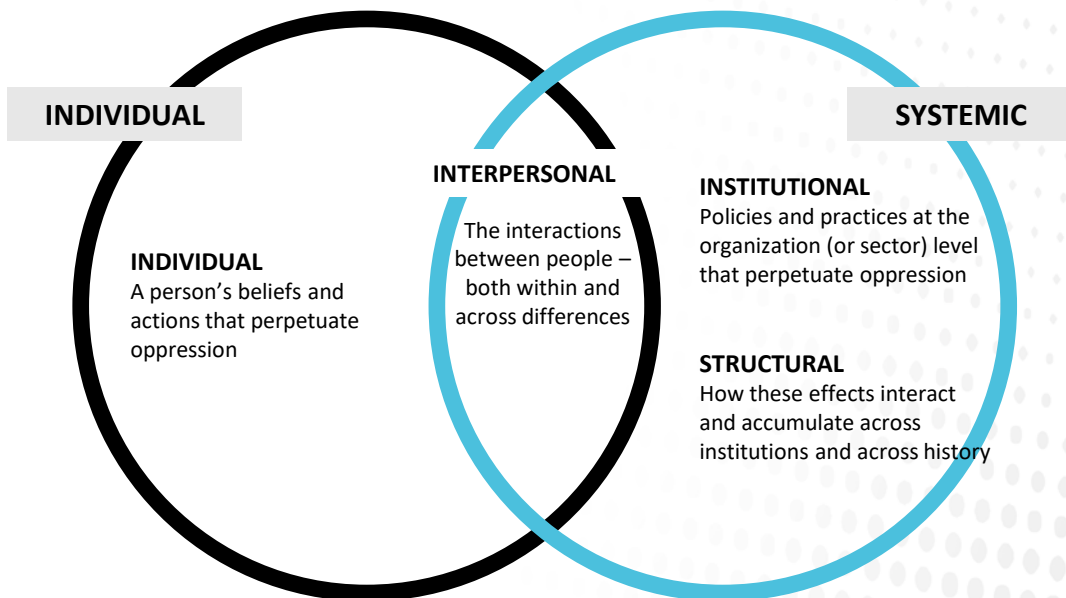 INDIVIDUAL
SYSTEMIC
INTERPERSONAL
The interactions
between people –
both within and
across differences
INDIVIDUAL
A person’s beliefs and
actions that perpetuate
oppression
INSTITUTIONAL
Policies and practices at the
organization (or sector) level
that perpetuate oppression
STRUCTURAL
How these effects interact
and accumulate across
institutions and across history